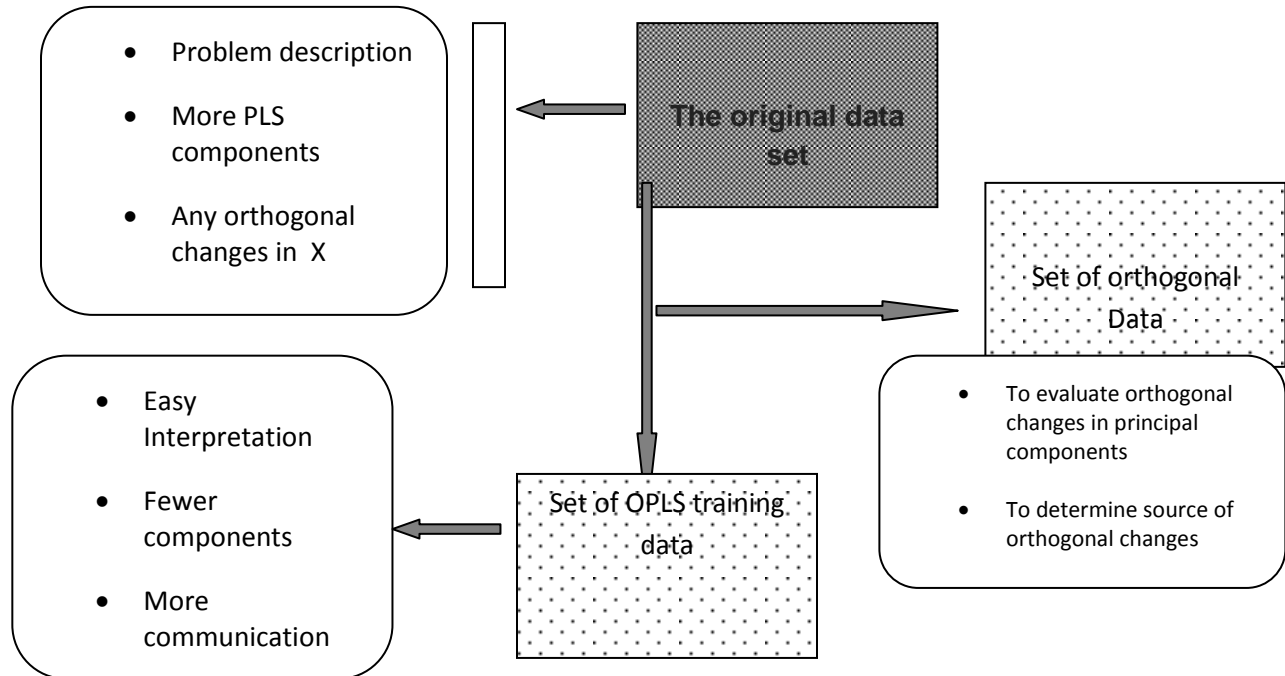 • Problem description
• More PLS
components
• Any orthogonal
changes in X
The original data
set
Set of orthogonal
Data
• To evaluate orthogonal
changes in principal
components
• To determine source of
orthogonal changes
• Easy
Interpretation
• Fewer
components
• More
communication
Set of OPLS training
data